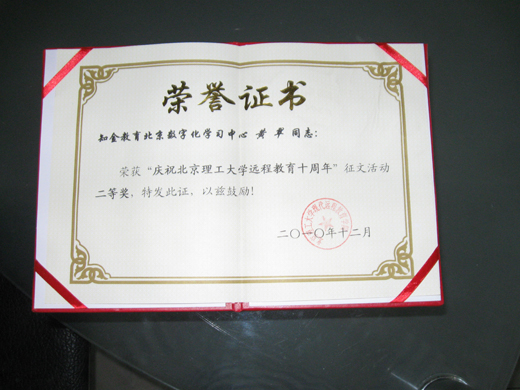 荣誉证书
知金教育北京数字化学习中心 黄 苹 同志：
荣获“庆祝北京理工大学远程教育十周年”征文活动
二等奖，特发此证，以兹鼓励！
二〇一〇年十二月